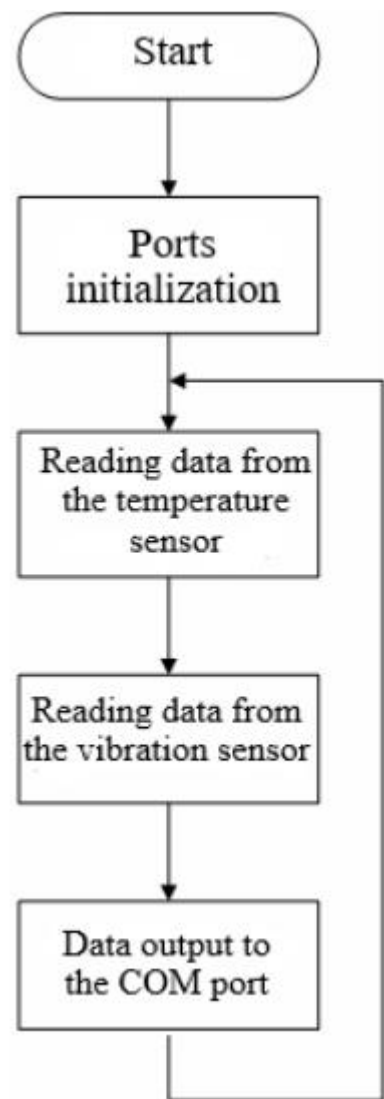 Start
Ports
initialization
Reading data from
the temperature
sensor
Reading data from
the vibration sensor
Data output to
the COM port